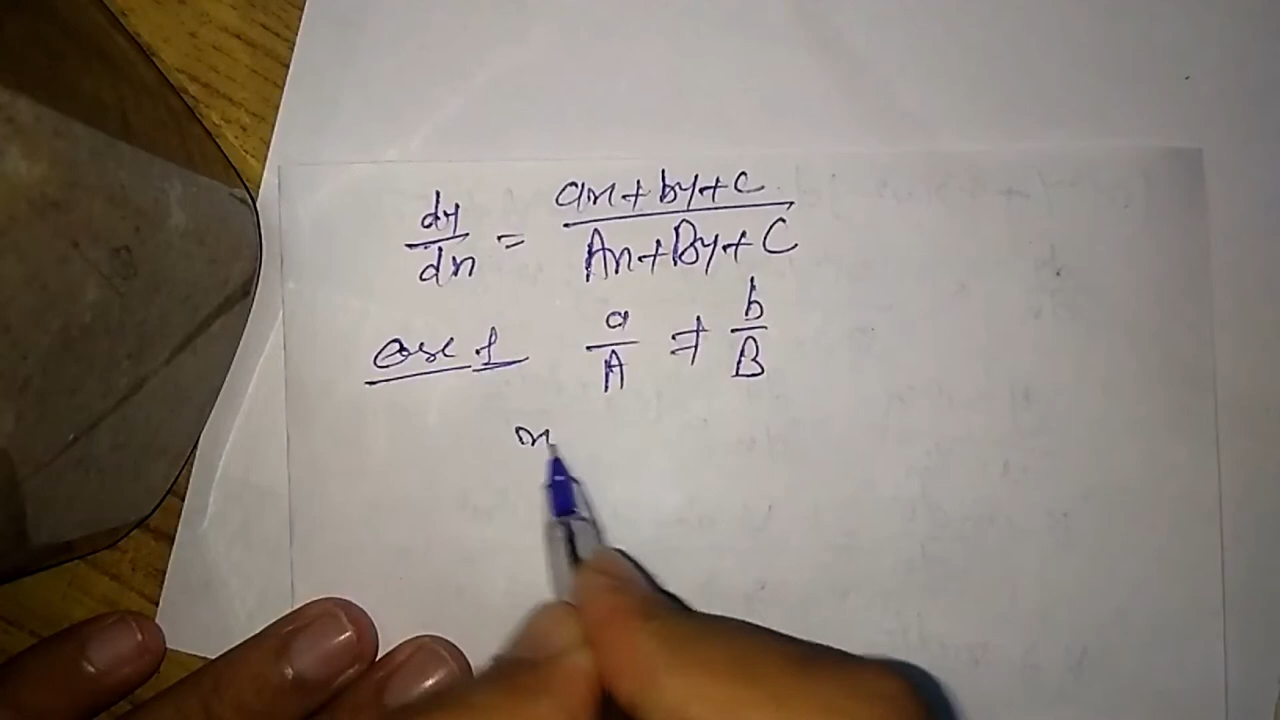 dy/dx = (ax+by+c)/(Ax+By+C)
case 1 a/A ≠ b/B
x